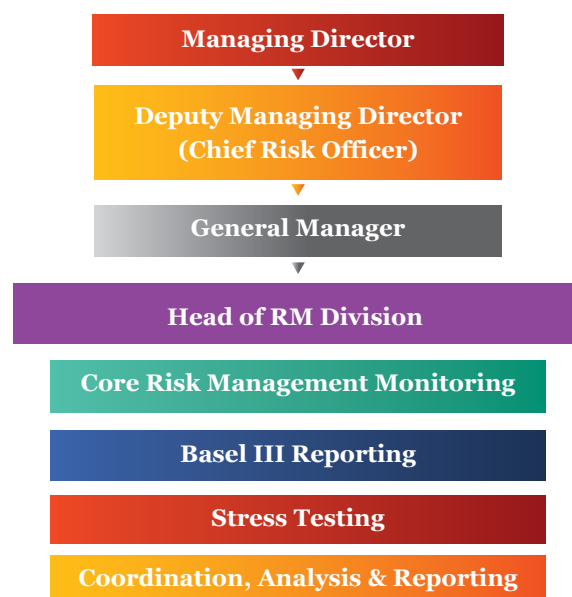 Managing Director
Deputy Managing Director
(Chief Risk Officer)
General Manager
Head of RM Division
Core Risk Management Monitoring
Basel III Reporting
Stress Testing
Coordination, Analysis & Reporting